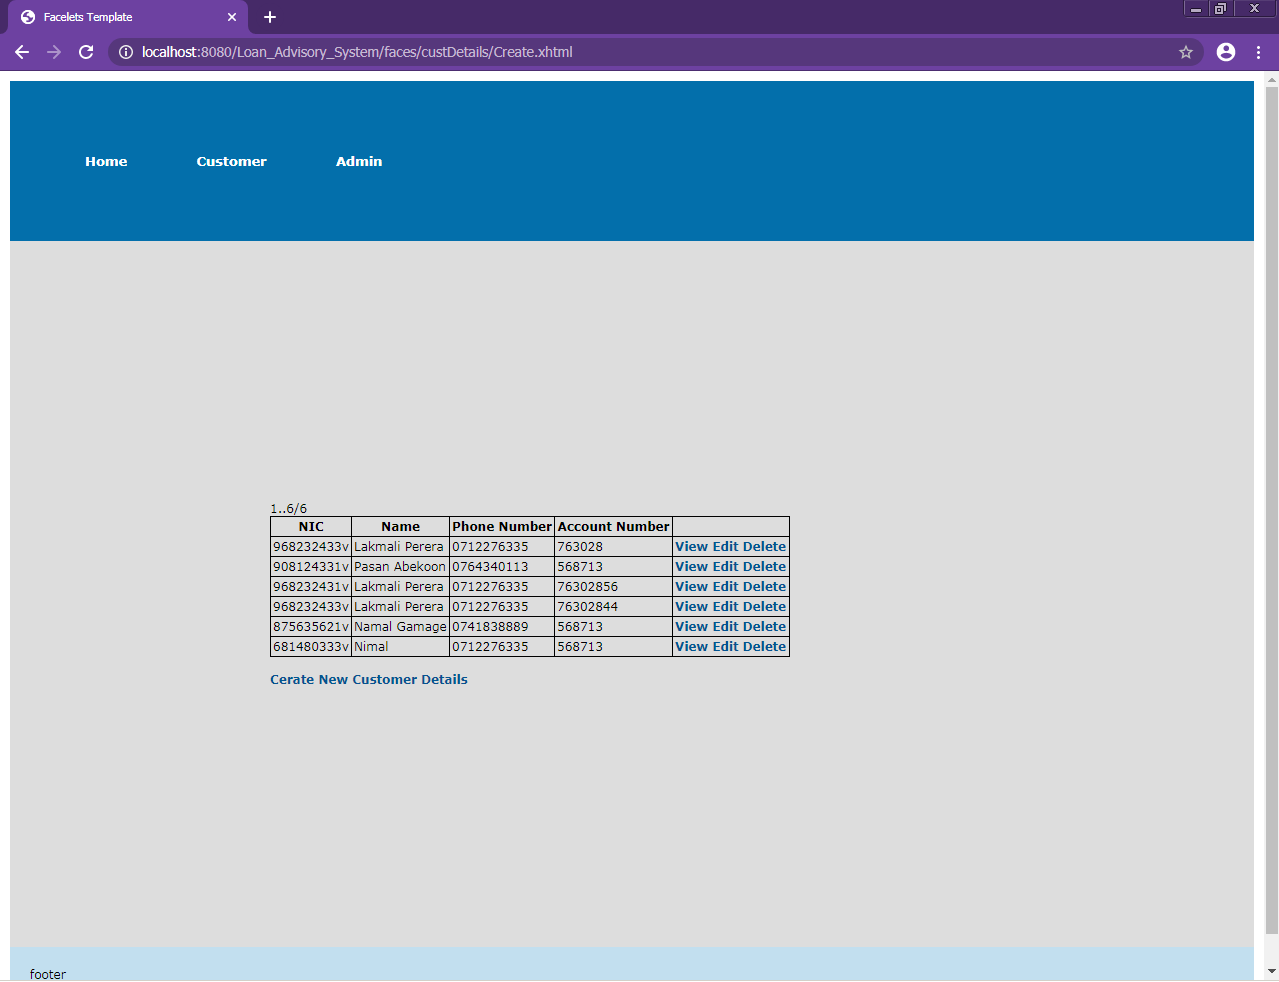 Facelets Template
localhost:8080/Loan_Advisory_System/faces/custDetails/Create.xhtml
Home Customer Admin
1..6/6
NIC Name Phone Number Account Number
968232433v Lakmali Perera 0712276335 763028 View Edit Delete
908124331v Pasan Abekoon 0764340113 568713 View Edit Delete
968232431v Lakmali Perera 0712276335 76302856 View Edit Delete
968232433v Lakmali Perera 0712276335 76302844 View Edit Delete
875635621v Namal Gamage 0741838889 568713 View Edit Delete
681480333v Nimal 0712276335 568713 View Edit Delete
Cerate New Customer Details
footer